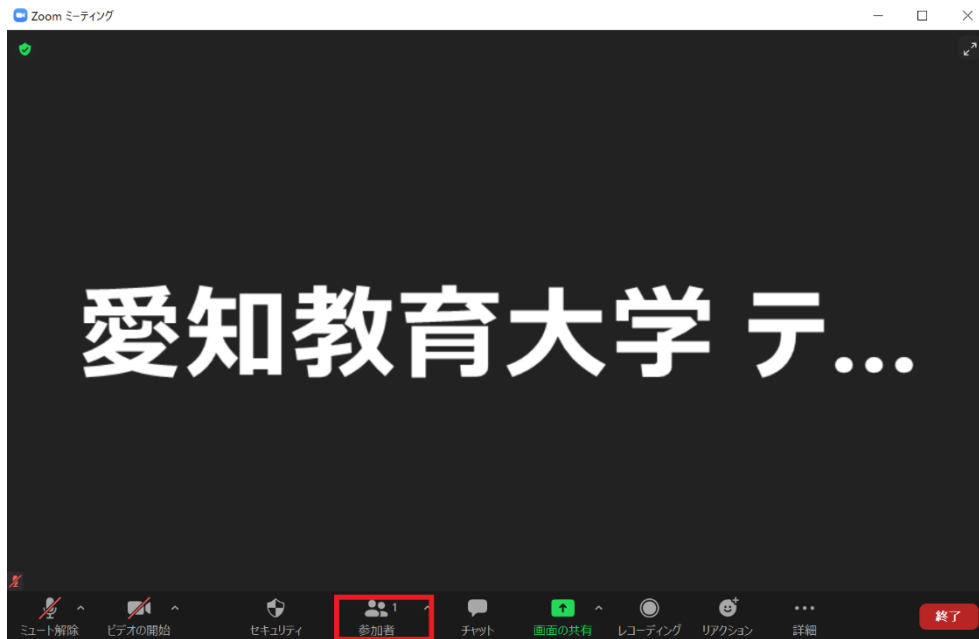 Zoom ミーティング
愛知教育大学 テ...
1
ミュート解除 ビデオの開始 セキュリティ 参加者 チャット 画面の共有 レコーディング リアクション 詳細 終了